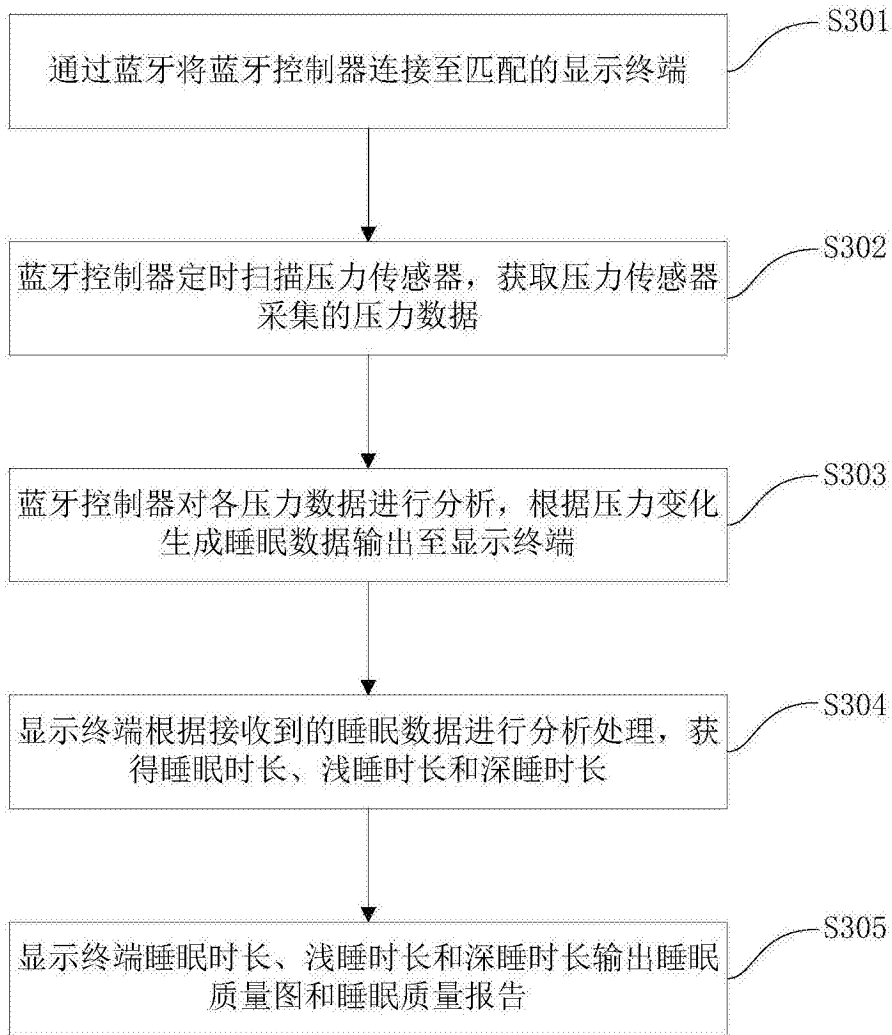 S301
通过蓝牙将蓝牙控制器连接至匹配的显示终端
S302
蓝牙控制器定时扫描压力传感器，获取压力传感器
采集的压力数据
S303
蓝牙控制器对各压力数据进行分析，根据压力变化
生成睡眠数据输出至显示终端
S304
显示终端根据接收到的睡眠数据进行分析处理，获
得睡眠时长、浅睡时长和深睡时长
S305
显示终端睡眠时长、浅睡时长和深睡时长输出睡眠
质量图和睡眠质量报告